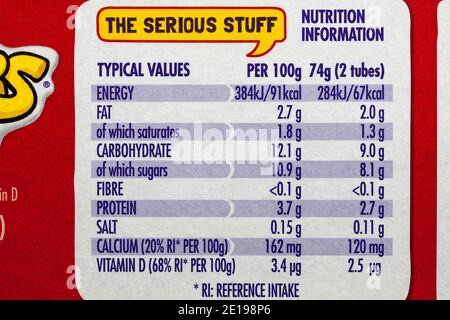 THE SERIOUS STUFF
NUTRITION
INFORMATION
TYPICAL VALUES PER 100g 74g (2 tubes)
ENERGY 384kJ/91kcal 284kJ/67kcal
FAT 2.7 g 2.0 g
of which saturates 1.8 g 1.3 g
CARBOHYDRATE 12.1 g 9.0 g
of which sugars 10.9 g 8.1 g
FIBRE <0.1 g <0.1 g
PROTEIN 3.7 g 2.7 g
SALT 0.15 g 0.11 g
CALCIUM (20% RI* PER 100g) 162 mg 120 mg
VITAMIN D (68% RI* PER 100g) 3.4 µg 2.5 µg
* RI: REFERENCE INTAKE
®
in D
)
alamy
2E198P6